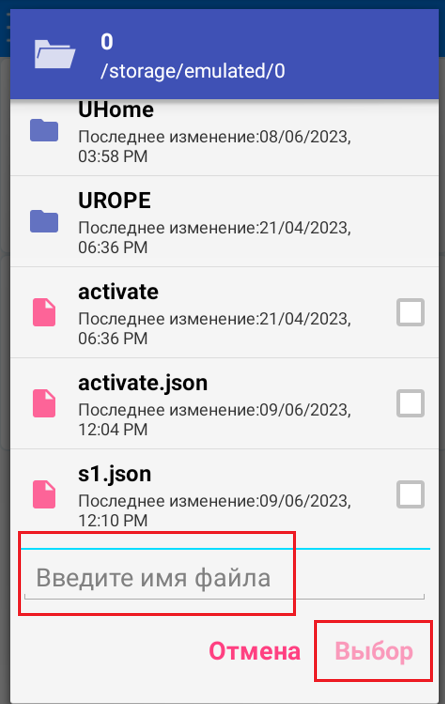 0
/storage/emulated/0
UHome
Последнее изменение:08/06/2023,
03:58 PM
UROPE
Последнее изменение:21/04/2023,
06:36 PM
activate
Последнее изменение:21/04/2023,
06:36 PM
activate.json
Последнее изменение:09/06/2023,
12:04 PM
s1.json
Последнее изменение:09/06/2023,
12:10 PM
Введите имя файла
Отмена Выбор